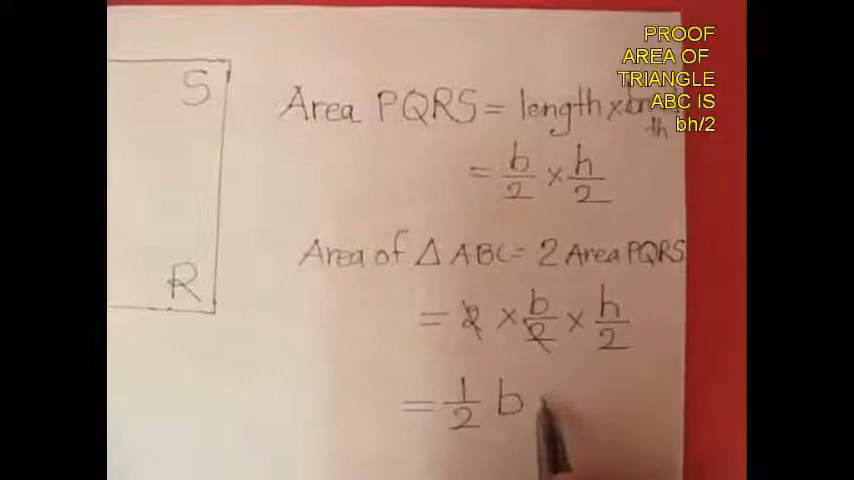 PROOF
AREA OF
TRIANGLE
ABC IS
bh/2
S
R
Area PQRS = length ×
th
= b/2 × h/2
Area of △ ABC = 2 Area PQRS
= 2 × b/2 × h/2
= 1/2 b